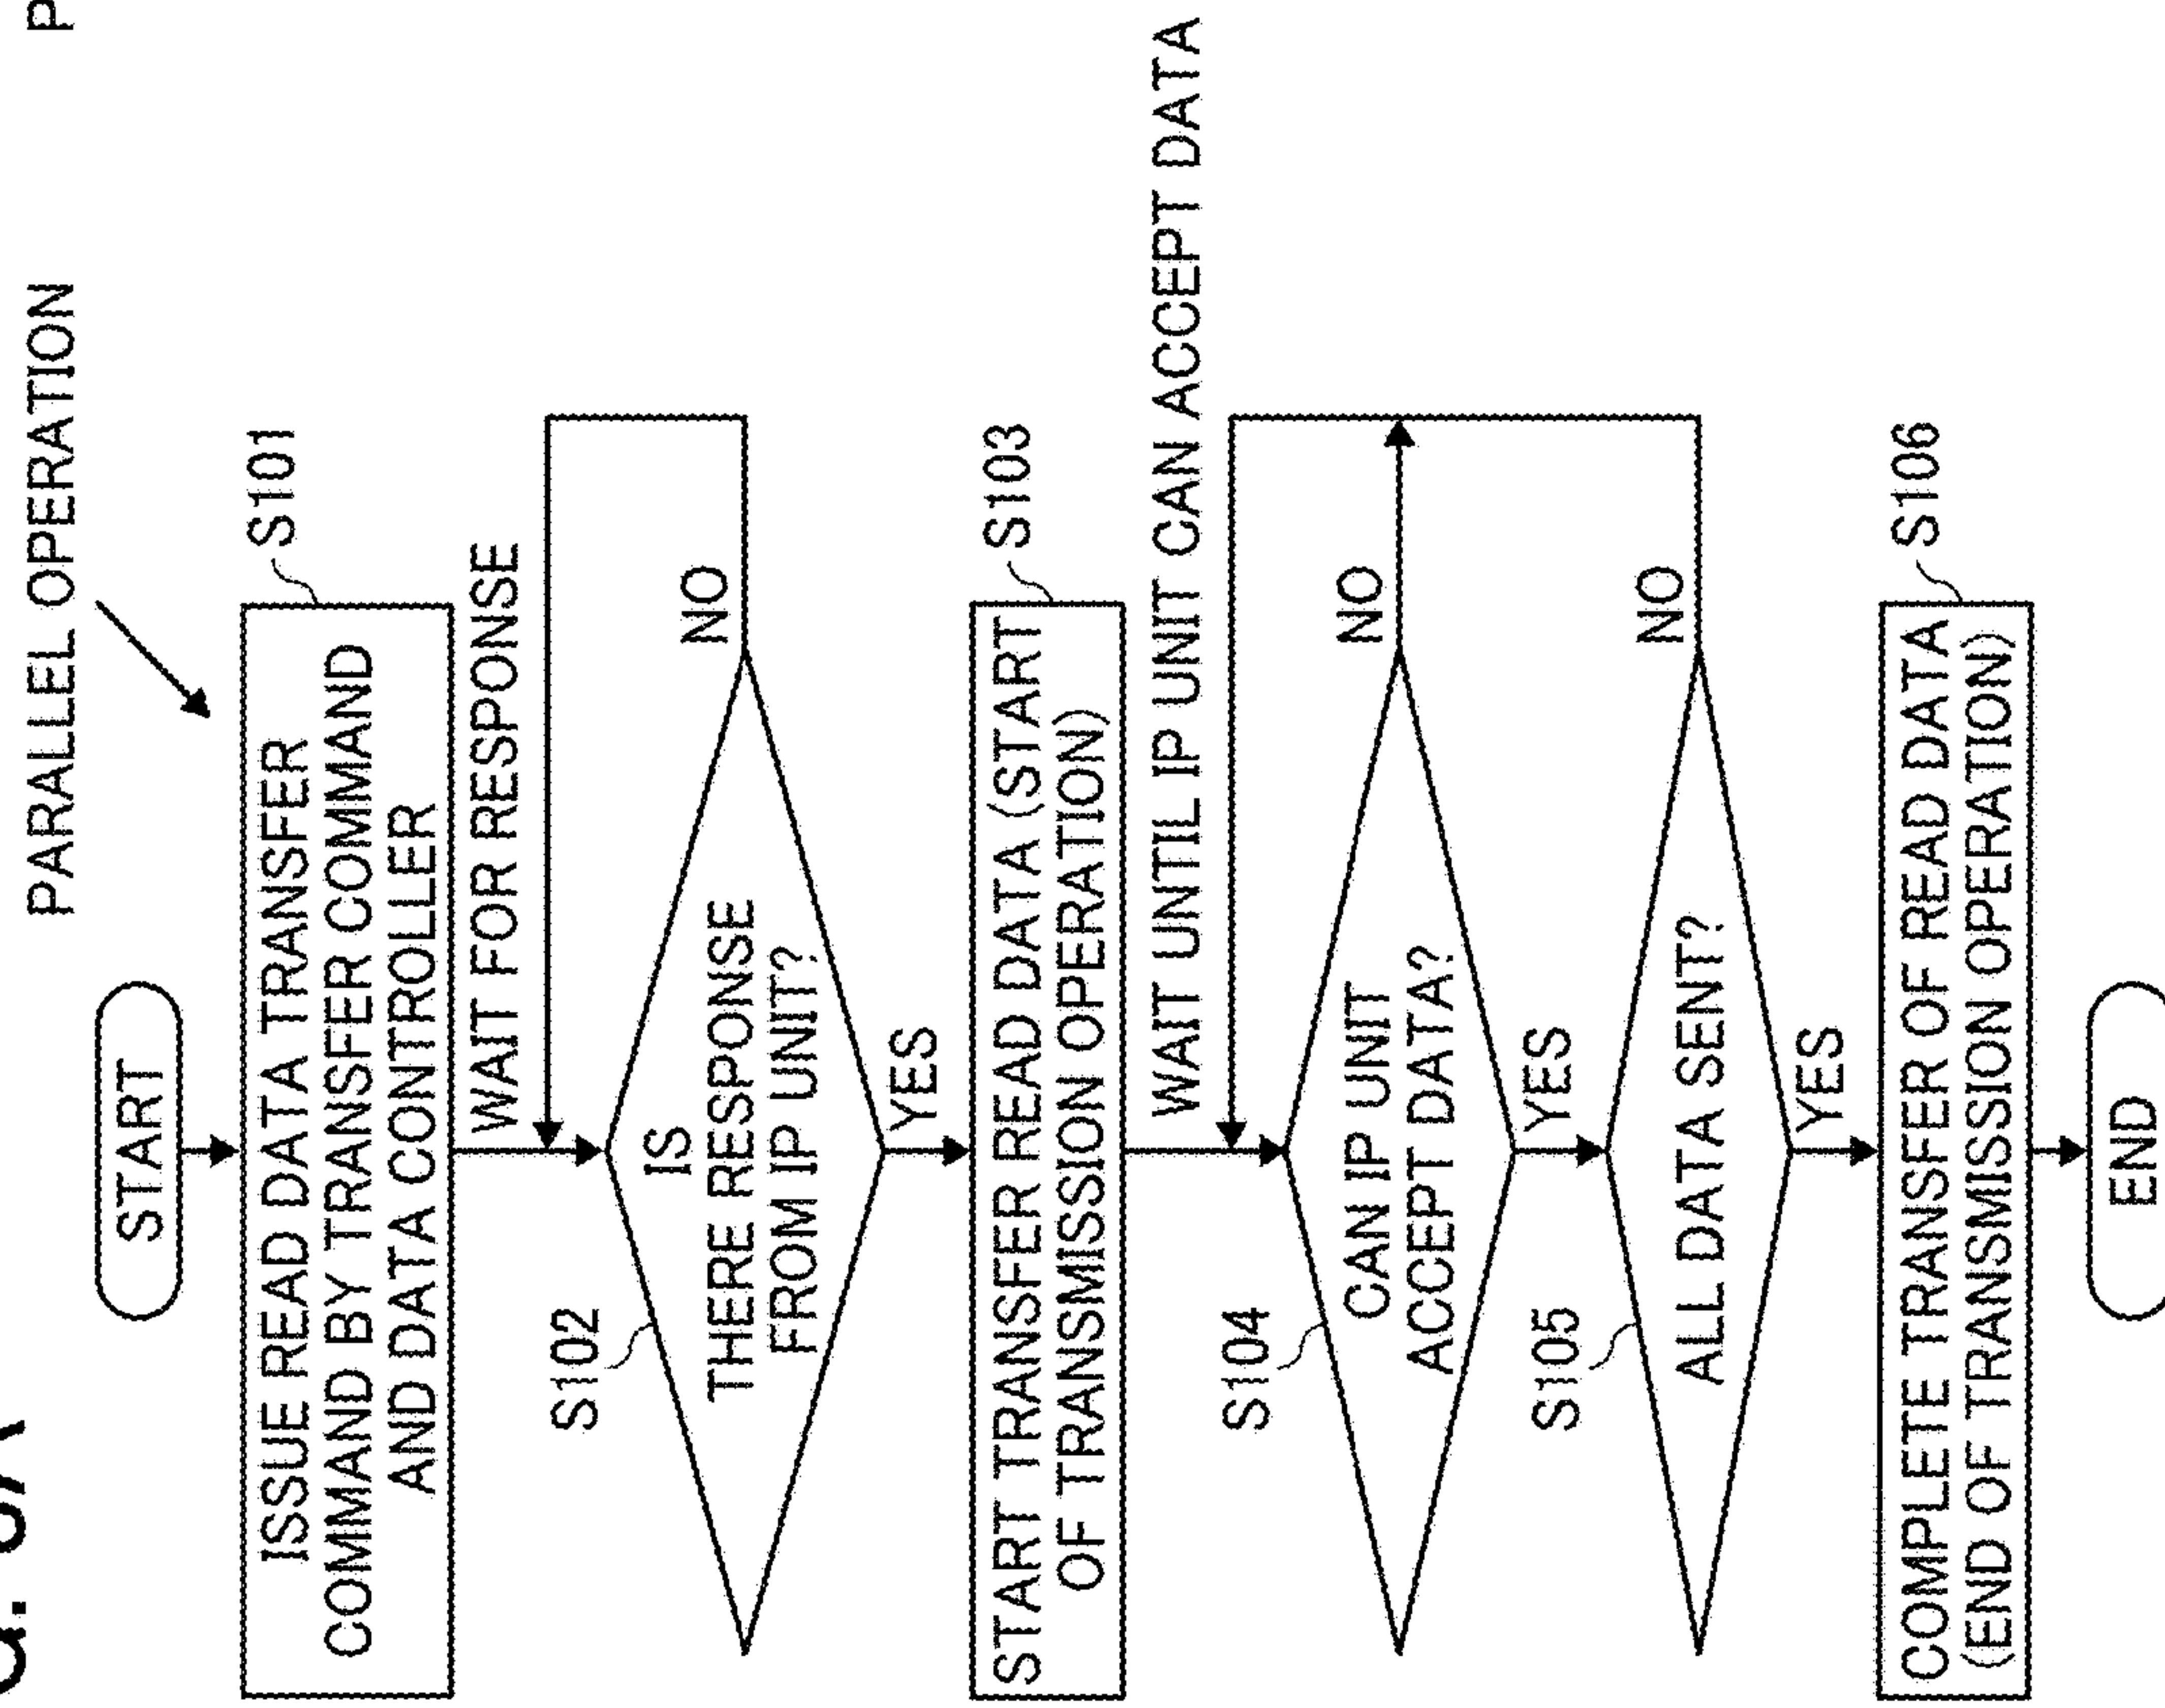 PARALLEL OPERATION
START
S101
ISSUE READ DATA TRANSFER
COMMAND BY TRANSFER COMMAND
AND DATA CONTROLLER
WAIT FOR RESPONSE
S102
IS
THERE RESPONSE
FROM IP UNIT?
NO
YES
S103
START TRANSFER READ DATA (START
OF TRANSMISSION OPERATION)
WAIT UNTIL IP UNIT CAN ACCEPT DATA
S104
CAN IP UNIT
ACCEPT DATA?
NO
YES
S105
ALL DATA SENT?
NO
YES
S106
COMPLETE TRANSFER OF READ DATA
(END OF TRANSMISSION OPERATION)
END